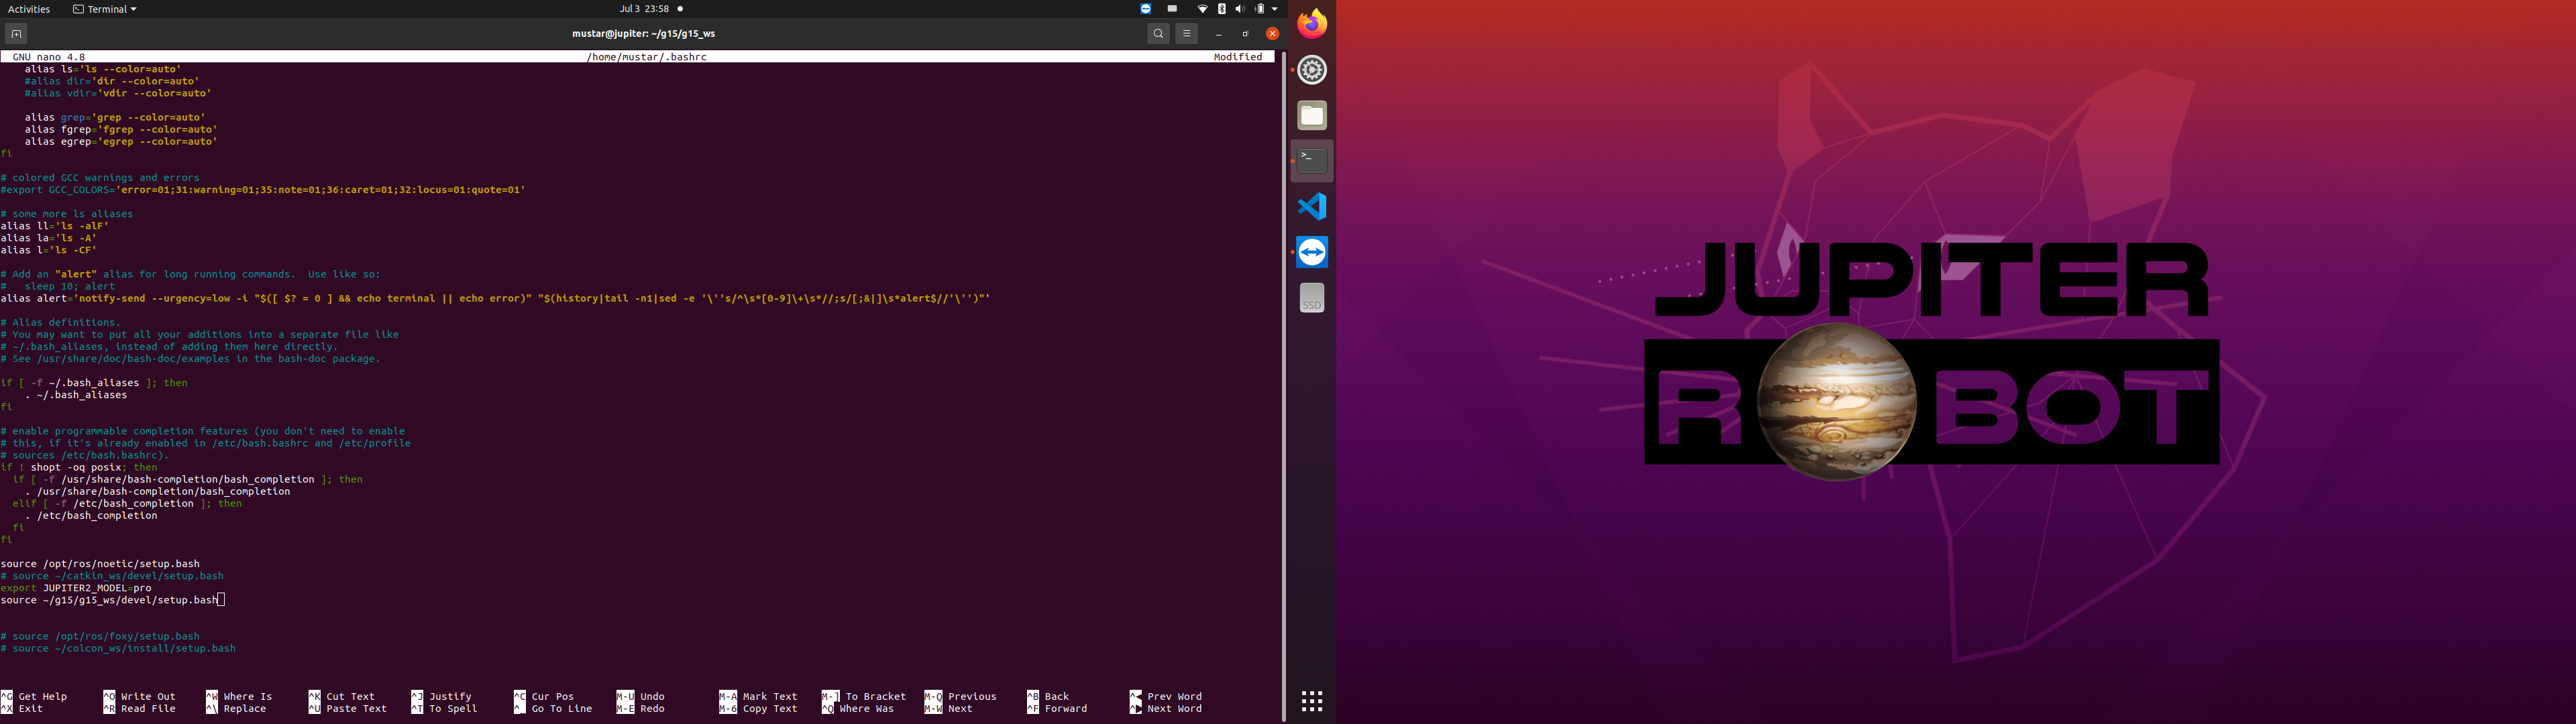 Activities Terminal Jul 3 23:58
mustar@jupiter: ~/g15/g15_ws
GNU nano 4.8 /home/mustar/.bashrc Modified
    alias ls='ls --color=auto'
    #alias dir='dir --color=auto'
    #alias vdir='vdir --color=auto'
    alias grep='grep --color=auto'
    alias fgrep='fgrep --color=auto'
    alias egrep='egrep --color=auto'
fi
# colored GCC warnings and errors
#export GCC_COLORS='error=01;31:warning=01;35:note=01;36:caret=01;32:locus=01:quote=01'
# some more ls aliases
alias ll='ls -alF'
alias la='ls -A'
alias l='ls -CF'
# Add an "alert" alias for long running commands.  Use like so:
#   sleep 10; alert
alias alert='notify-send --urgency=low -i "$([ $? = 0 ] && echo terminal || echo error)" "$(history|tail -n1|sed -e '\''s/^\s*[0-9]\+\s*//;s/[;&|]\s*alert$//'\'')"'
# Alias definitions.
# You may want to put all your additions into a separate file like
# ~/.bash_aliases, instead of adding them here directly.
# See /usr/share/doc/bash-doc/examples in the bash-doc package.
if [ -f ~/.bash_aliases ]; then
    . ~/.bash_aliases
fi
# enable programmable completion features (you don't need to enable
# this, if it's already enabled in /etc/bash.bashrc and /etc/profile
# sources /etc/bash.bashrc).
if ! shopt -oq posix; then
  if [ -f /usr/share/bash-completion/bash_completion ]; then
    . /usr/share/bash-completion/bash_completion
  elif [ -f /etc/bash_completion ]; then
    . /etc/bash_completion
  fi
fi
source /opt/ros/noetic/setup.bash
# source ~/catkin_ws/devel/setup.bash
export JUPITER2_MODEL=pro
source ~/g15/g15_ws/devel/setup.bash
# source /opt/ros/foxy/setup.bash
# source ~/colcon_ws/install/setup.bash
^G Get Help ^O Write Out ^W Where Is ^K Cut Text ^J Justify ^C Cur Pos M-U Undo M-A Mark Text M-] To Bracket M-Q Previous ^B Back ^◀ Prev Word
^X Exit ^R Read File ^\ Replace ^U Paste Text ^T To Spell ^_ Go To Line M-E Redo M-6 Copy Text ^Q Where Was M-W Next ^F Forward ^▶ Next Word
SSD
JUPITER
ROBOT